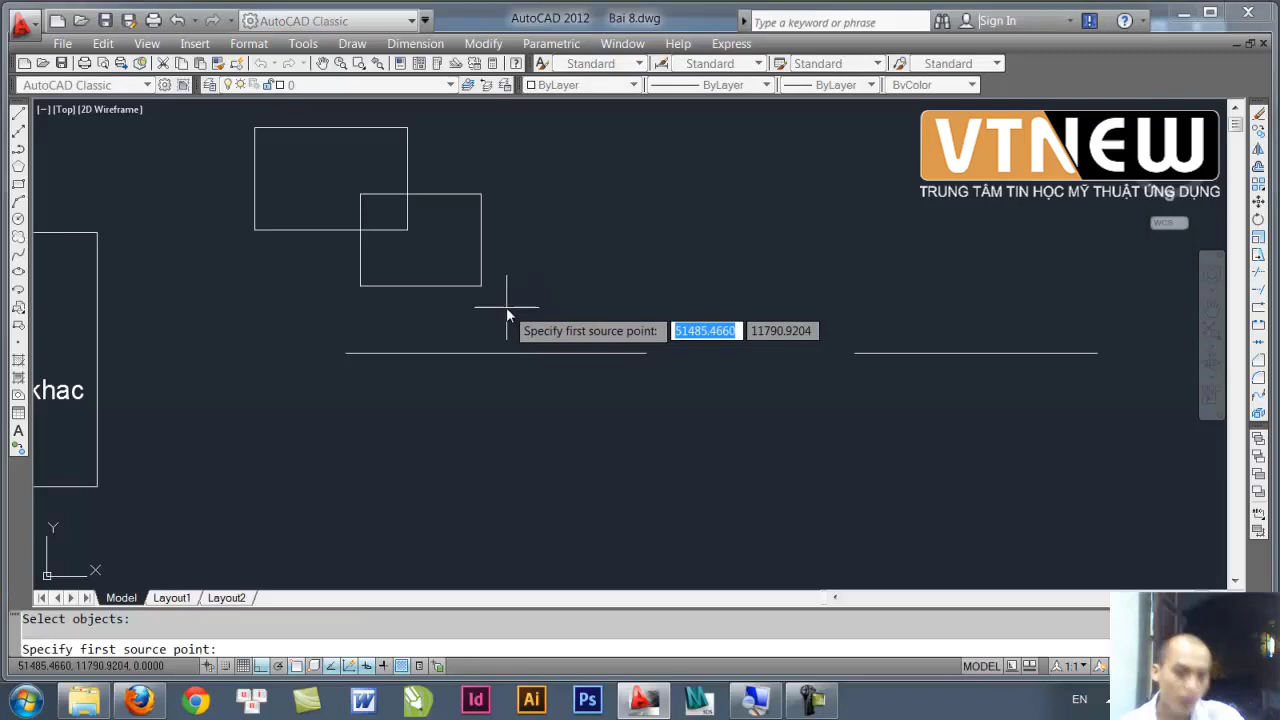 AutoCAD Classic
AutoCAD 2012 Bai 8.dwg
Type a keyword or phrase
Sign In
File Edit View Insert Format Tools Draw Dimension Modify Parametric Window Help Express
Standard Standard Standard Standard
AutoCAD Classic 0 ByLayer ByLayer ByLayer ByColor
[−] [Top] [2D Wireframe]
VTNEW
TRUNG TÂM TIN HỌC MỸ THUẬT ỨNG DỤNG
WCS
Specify first source point: 51485.4660 11790.9204
khac
Y
X
Model Layout1 Layout2
Select objects:
Specify first source point:
51485.4660, 11790.9204, 0.0000 MODEL 1:1
Id Ai Ps EN